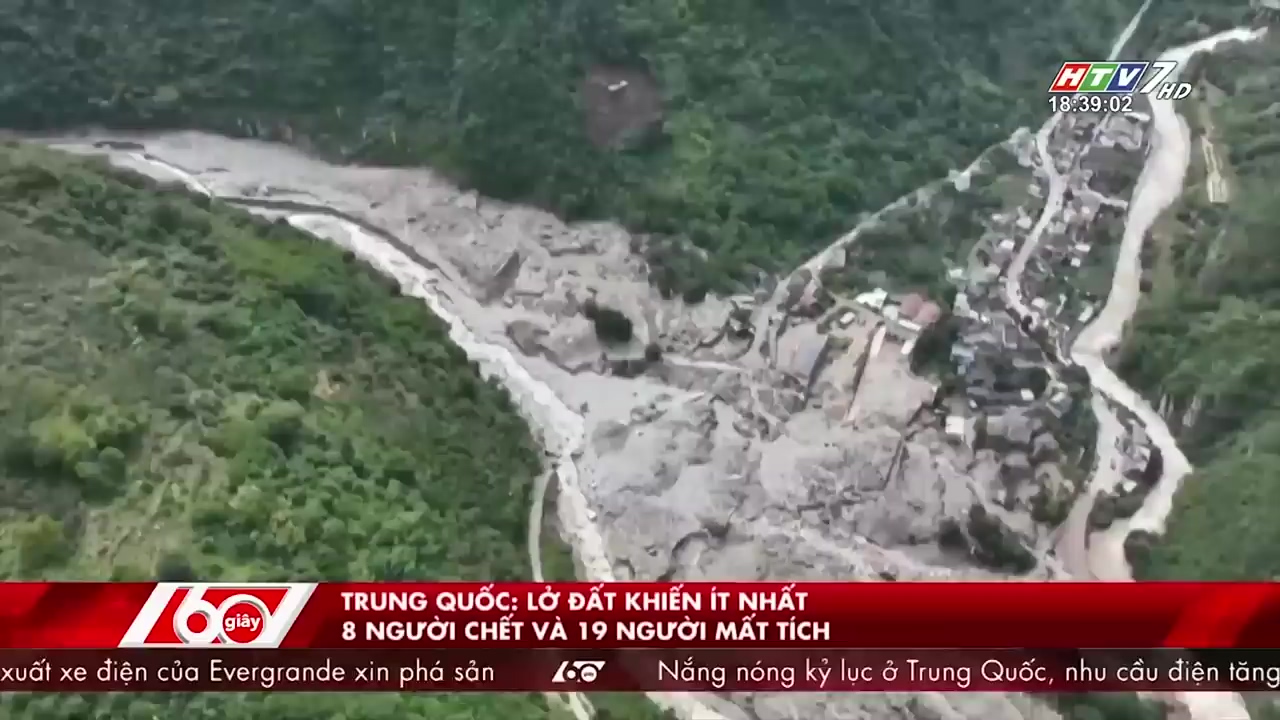 HTV7 HD
18:39:02
60 giây
TRUNG QUỐC: LỞ ĐẤT KHIẾN ÍT NHẤT
8 NGƯỜI CHẾT VÀ 19 NGƯỜI MẤT TÍCH
xuất xe điện của Evergrande xin phá sản 60 giây Nắng nóng kỷ lục ở Trung Quốc, nhu cầu điện tăng